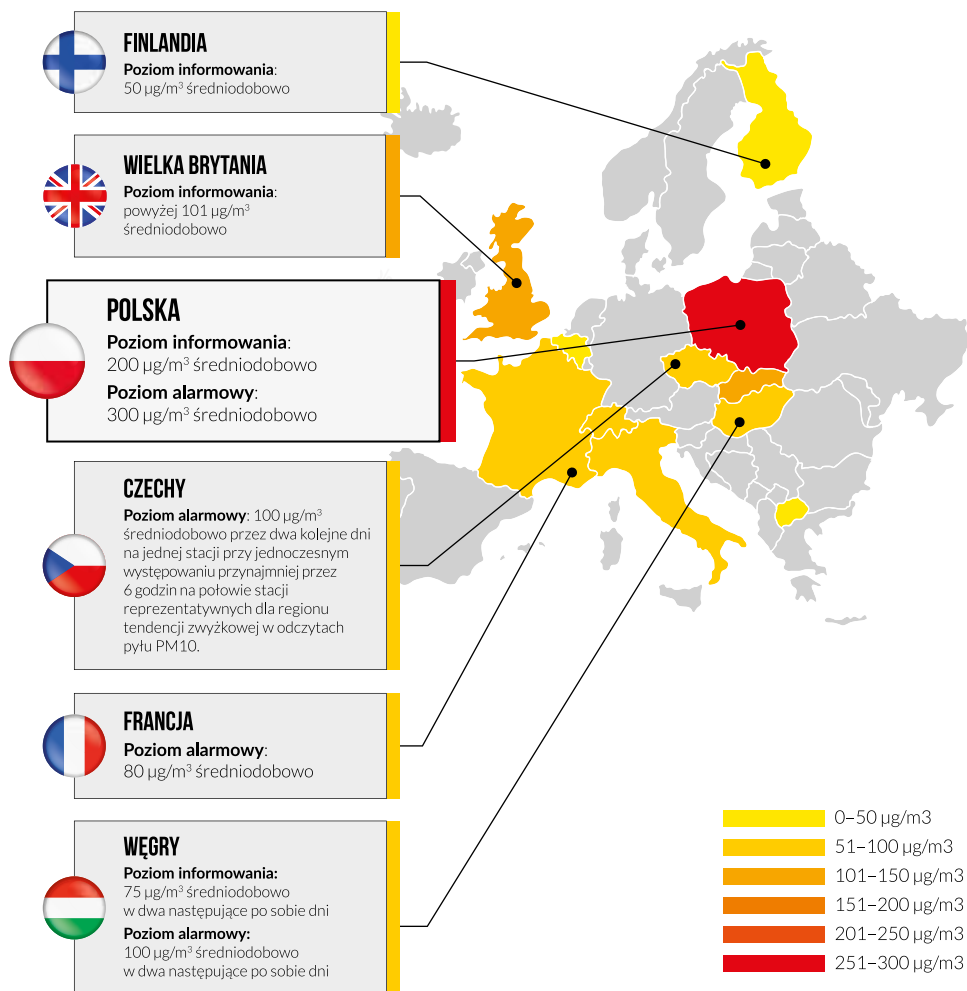 FINLANDIA
Poziom informowania:
50 µg/m³ średniodobowo
WIELKA BRYTANIA
Poziom informowania:
powyżej 101 µg/m³
średniodobowo
POLSKA
Poziom informowania:
200 µg/m³ średniodobowo
Poziom alarmowy:
300 µg/m³ średniodobowo
CZECHY
Poziom alarmowy: 100 µg/m³
średniodobowo przez dwa kolejne dni
na jednej stacji przy jednoczesnym
występowaniu przynajmniej przez
6 godzin na połowie stacji
reprezentatywnych dla regionu
tendencji zwyżkowej w odczytach
pyłu PM10.
FRANCJA
Poziom alarmowy:
80 µg/m³ średniodobowo
WĘGRY
Poziom informowania:
75 µg/m³ średniodobowo
w dwa następujące po sobie dni
Poziom alarmowy:
100 µg/m³ średniodobowo
w dwa następujące po sobie dni
0–50 µg/m3
51–100 µg/m3
101–150 µg/m3
151–200 µg/m3
201–250 µg/m3
251–300 µg/m3